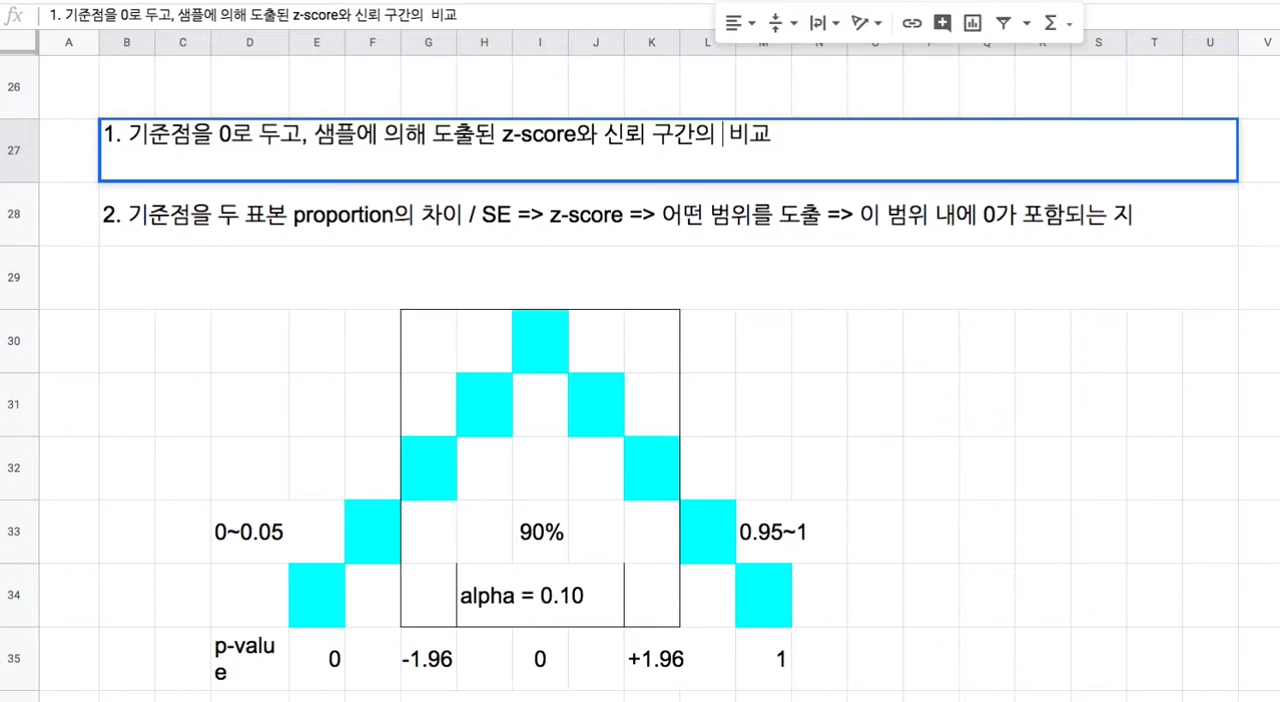 fx 1. 기준점을 0로 두고, 샘플에 의해 도출된 z-score와 신뢰 구간의 비교
A B C D E F G H I J K L M N Q R S T U V
26
27 1. 기준점을 0로 두고, 샘플에 의해 도출된 z-score와 신뢰 구간의 비교
28 2. 기준점을 두 표본 proportion의 차이 / SE => z-score => 어떤 범위를 도출 => 이 범위 내에 0가 포함되는 지
29
30
31
32
33 0~0.05 90% 0.95~1
34 alpha = 0.10
35 p-valu
e 0 -1.96 0 +1.96 1